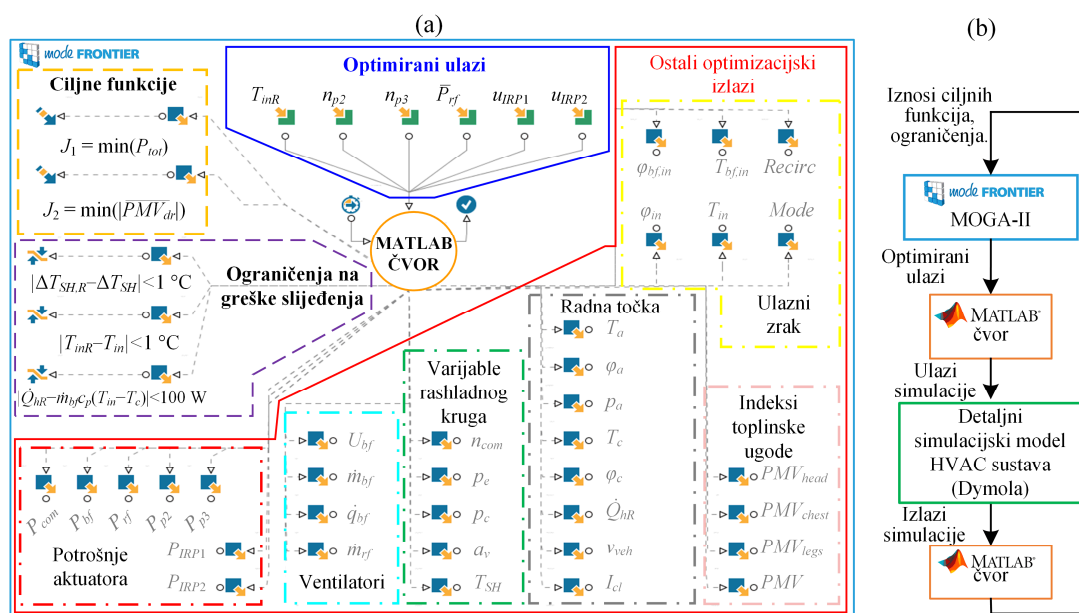 (a)
mode FRONTIER
Ciljne funkcije
J₁ = min(P_tot)
J₂ = min(|P̅M̅V̅_dr|)
Optimirani ulazi
T_inR n_p2 n_p3 P̅_rf u_IRP1 u_IRP2
MATLAB
ČVOR
Ostali optimizacijski
izlazi
φ_bf,in T_bf,in Recirc
φ_in T_in Mode
Ulazni
zrak
|ΔT_SH,R−ΔT_SH|<1 °C
Ograničenja na
greške slijeđenja
|T_inR−T_in|<1 °C
|Q̇_hR−ṁ_bf c_p(T_in−T_c)|<100 W
P_com P_bf P_rf P_p2 P_p3
P_IRP1
P_IRP2
Potrošnje
aktuatora
U_bf
ṁ_bf
q̇_bf
ṁ_rf
Ventilatori
Varijable
rashladnog
kruga
n_com
p_e
p_c
a_v
T_SH
Radna točka
T_a
φ_a
p_a
T_c
φ_c
Q̇_hR
v_veh
I_cl
Indeksi
toplinske
ugode
PMV_head
PMV_chest
PMV_legs
PMV
(b)
Iznosi ciljnih
funkcija,
ograničenja.
mode FRONTIER
MOGA-II
Optimirani
ulazi
MATLAB®
čvor
Ulazi
simulacije
Detaljni
simulacijski model
HVAC sustava
(Dymola)
Izlazi
simulacije
MATLAB®
čvor